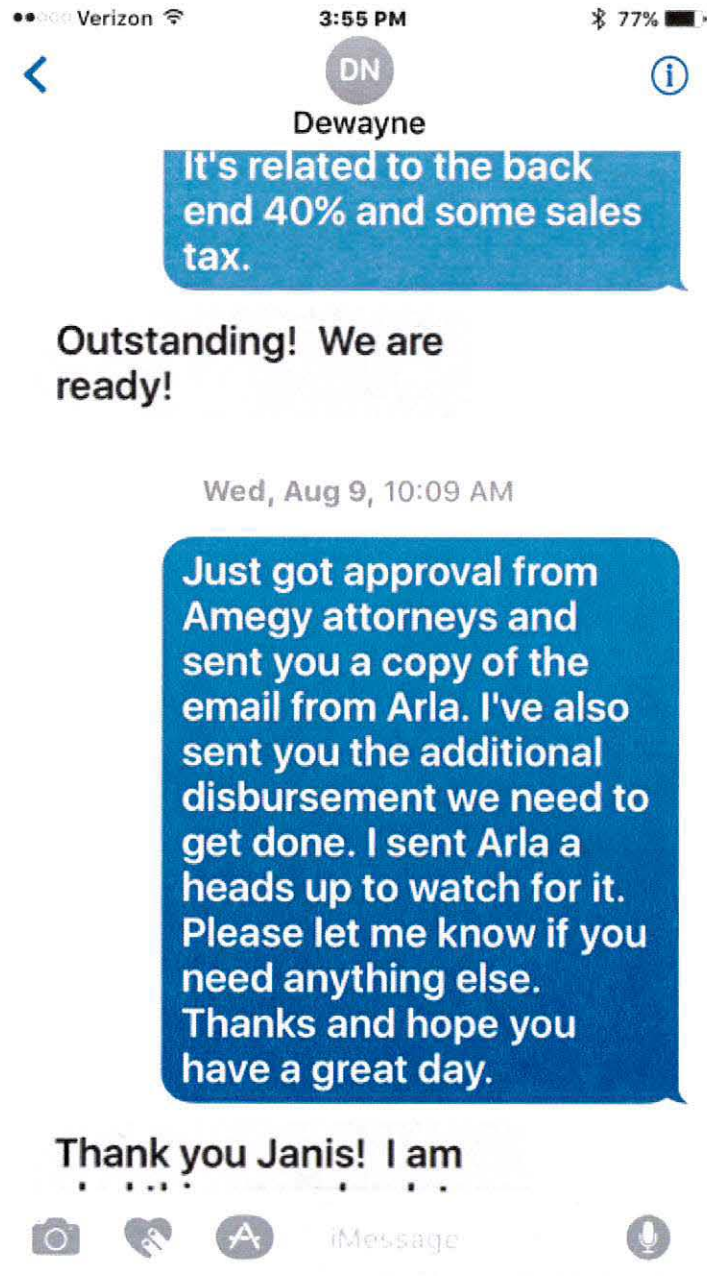 Verizon 3:55 PM 77%
DN
Dewayne
It's related to the back
end 40% and some sales
tax.
Outstanding! We are
ready!
Wed, Aug 9, 10:09 AM
Just got approval from
Amegy attorneys and
sent you a copy of the
email from Arla. I've also
sent you the additional
disbursement we need to
get done. I sent Arla a
heads up to watch for it.
Please let me know if you
need anything else.
Thanks and hope you
have a great day.
Thank you Janis! I am
iMessage